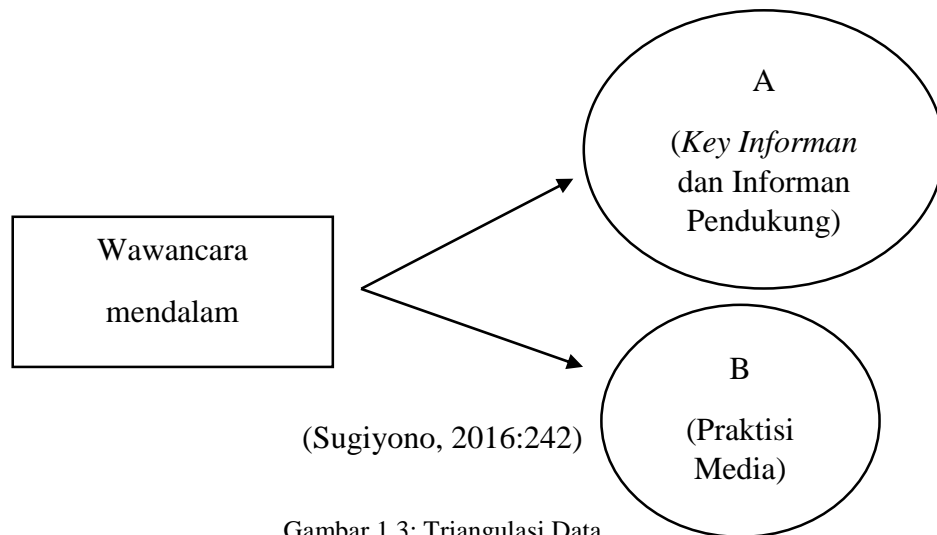 A
(Key Informan
dan Informan
Pendukung)
Wawancara
mendalam
B
(Praktisi
Media)
(Sugiyono, 2016:242)
Gambar 1.3: Triangulasi Data